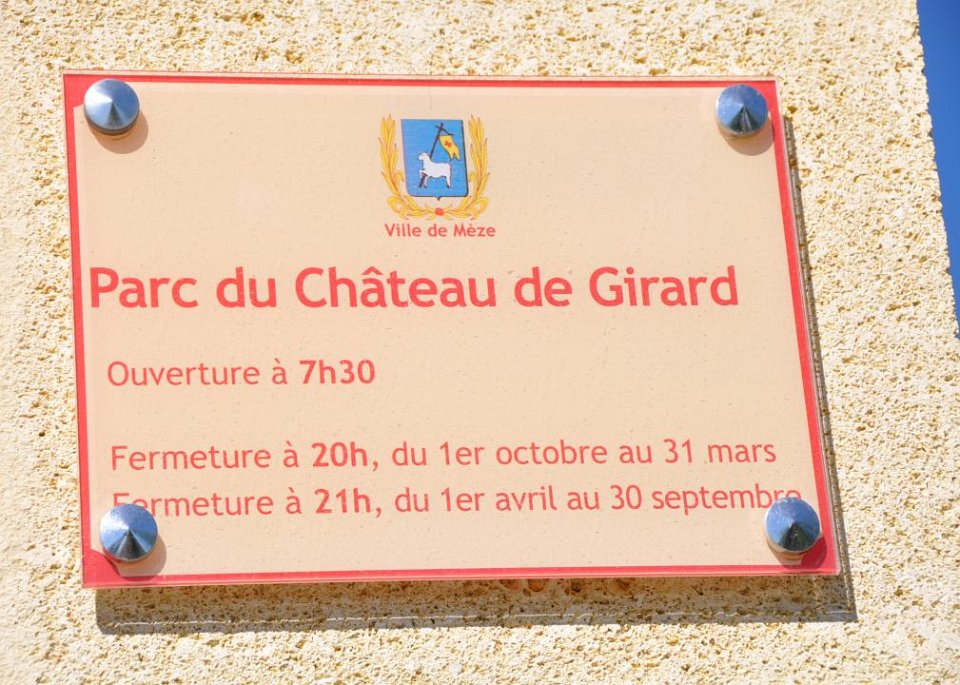 Ville de Mèze
Parc du Château de Girard
Ouverture à 7h30
Fermeture à 20h, du 1er octobre au 31 mars
Fermeture à 21h, du 1er avril au 30 septembre